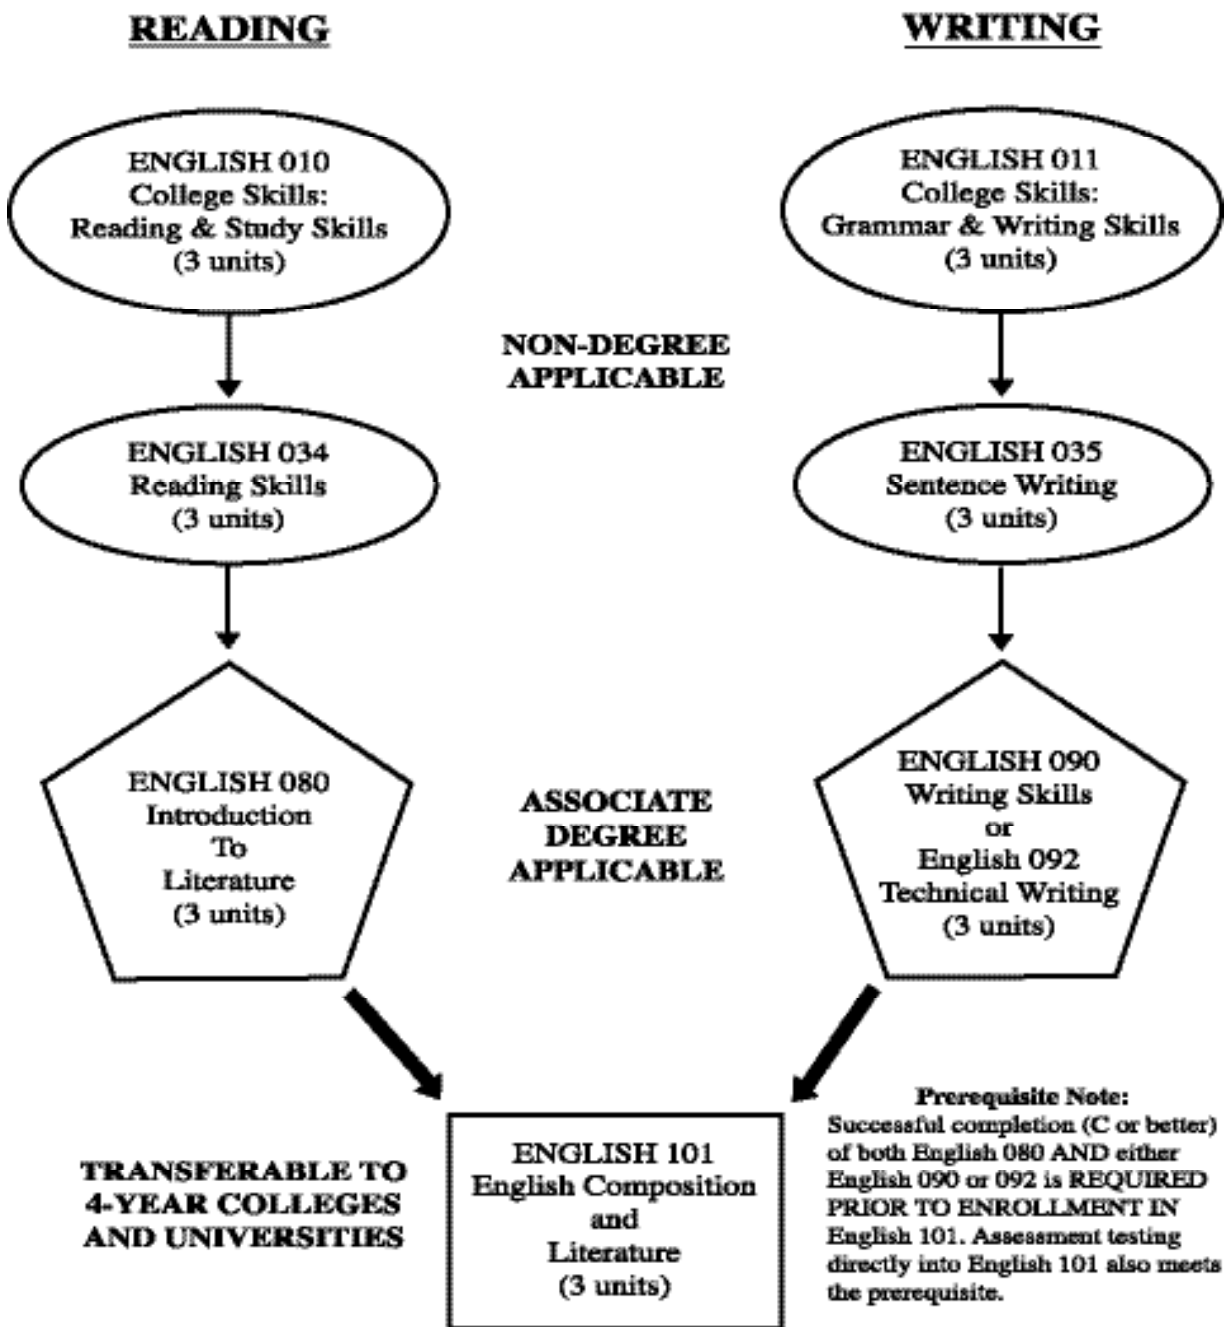 READING
WRITING
ENGLISH 010
College Skills:
Reading & Study Skills
(3 units)
ENGLISH 011
College Skills:
Grammar & Writing Skills
(3 units)
NON-DEGREE
APPLICABLE
ENGLISH 034
Reading Skills
(3 units)
ENGLISH 035
Sentence Writing
(3 units)
ENGLISH 080
Introduction
To
Literature
(3 units)
ASSOCIATE
DEGREE
APPLICABLE
ENGLISH 090
Writing Skills
or
English 092
Technical Writing
(3 units)
TRANSFERABLE TO
4-YEAR COLLEGES
AND UNIVERSITIES
ENGLISH 101
English Composition
and
Literature
(3 units)
Prerequisite Note:
Successful completion (C or better)
of both English 080 AND either
English 090 or 092 is REQUIRED
PRIOR TO ENROLLMENT IN
English 101. Assessment testing
directly into English 101 also meets
the prerequisite.